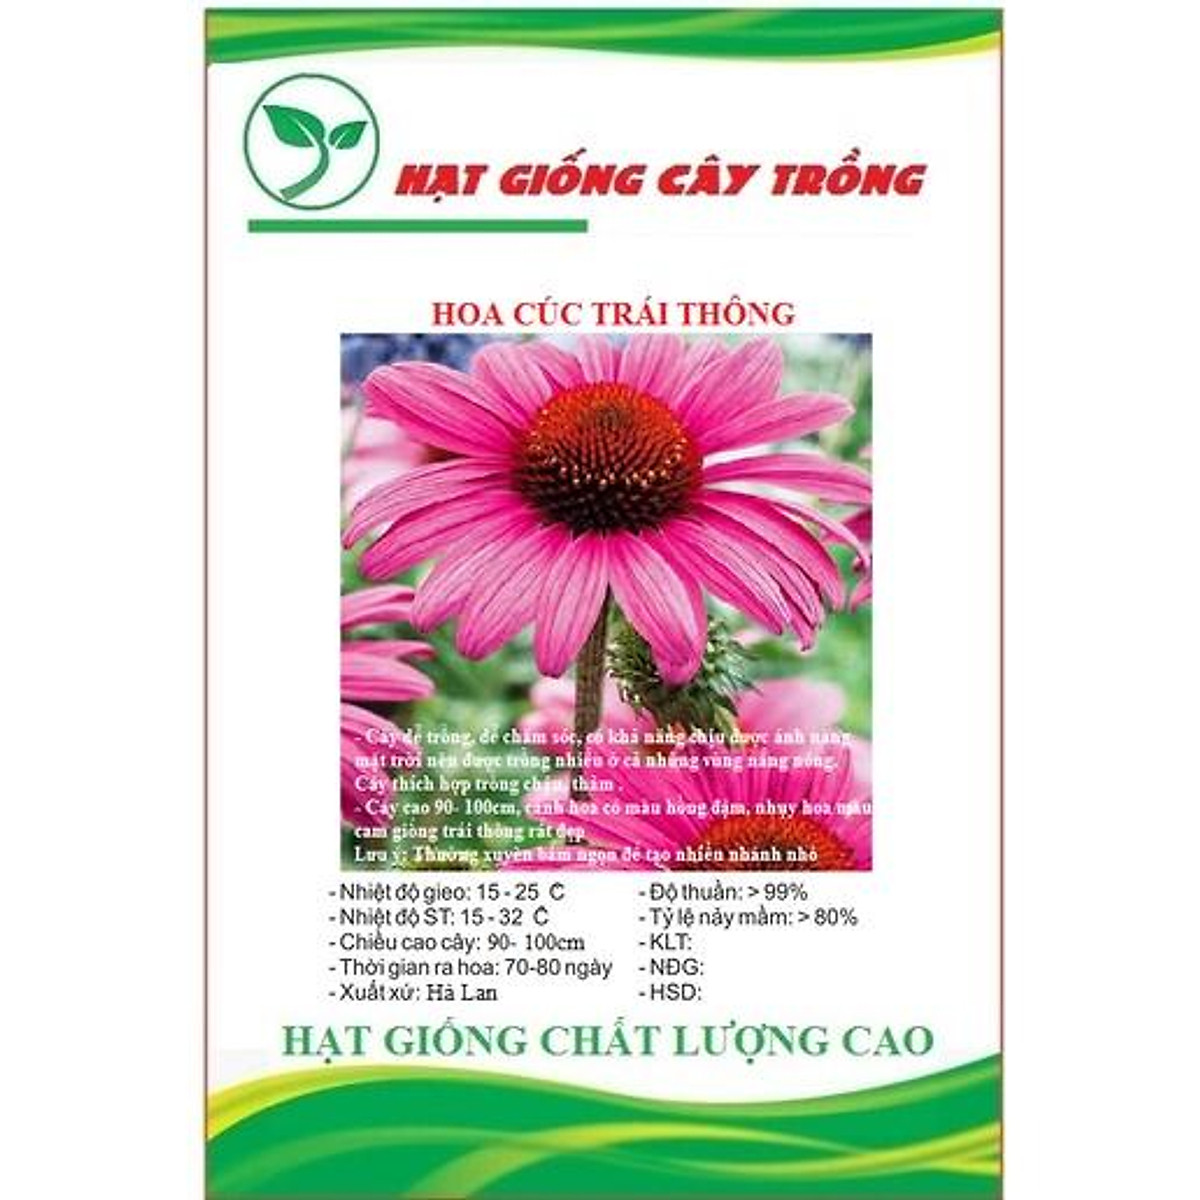 HẠT GIỐNG CÂY TRỒNG
HOA CÚC TRÁI THÔNG
- Cây dễ trồng, dễ chăm sóc, có khả năng chịu được ánh nắng
mặt trời nên được trồng nhiều ở cả những vùng nắng nóng.
Cây thích hợp trồng chậu, thảm .
- Cây cao 90- 100cm, cánh hoa có màu hồng đậm, nhụy hoa màu
cam giống trái thông rất đẹp
Lưu ý: Thường xuyên bấm ngọn để tạo nhiều nhánh nhỏ
- Nhiệt độ gieo: 15 - 25 °C
- Nhiệt độ ST: 15 - 32 °C
- Chiều cao cây: 90- 100cm
- Thời gian ra hoa: 70-80 ngày
- Xuất xứ: Hà Lan
- Độ thuần: > 99%
- Tỷ lệ nảy mầm: > 80%
- KLT:
- NĐG:
- HSD:
HẠT GIỐNG CHẤT LƯỢNG CAO